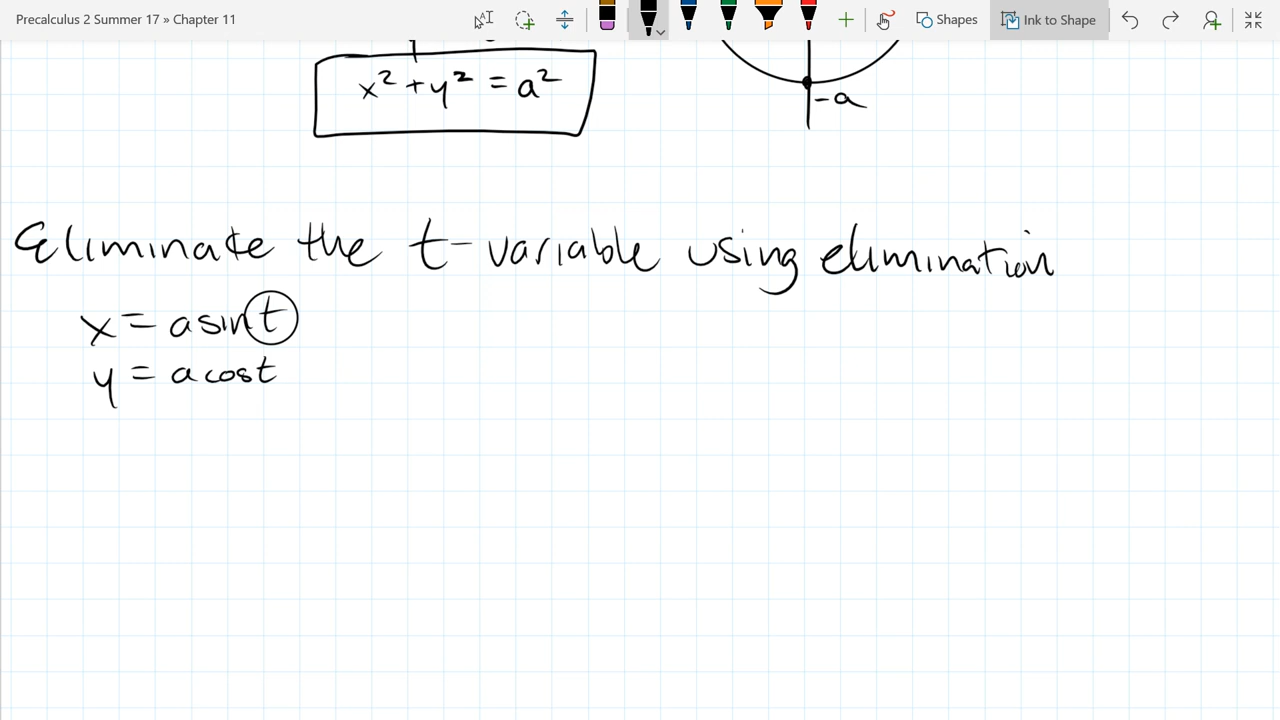 Precalculus 2 Summer 17 » Chapter 11
Shapes
Ink to Shape
x² + y² = a²
-a
Eliminate the t-variable using elimination
x = a sin t
y = a cos t